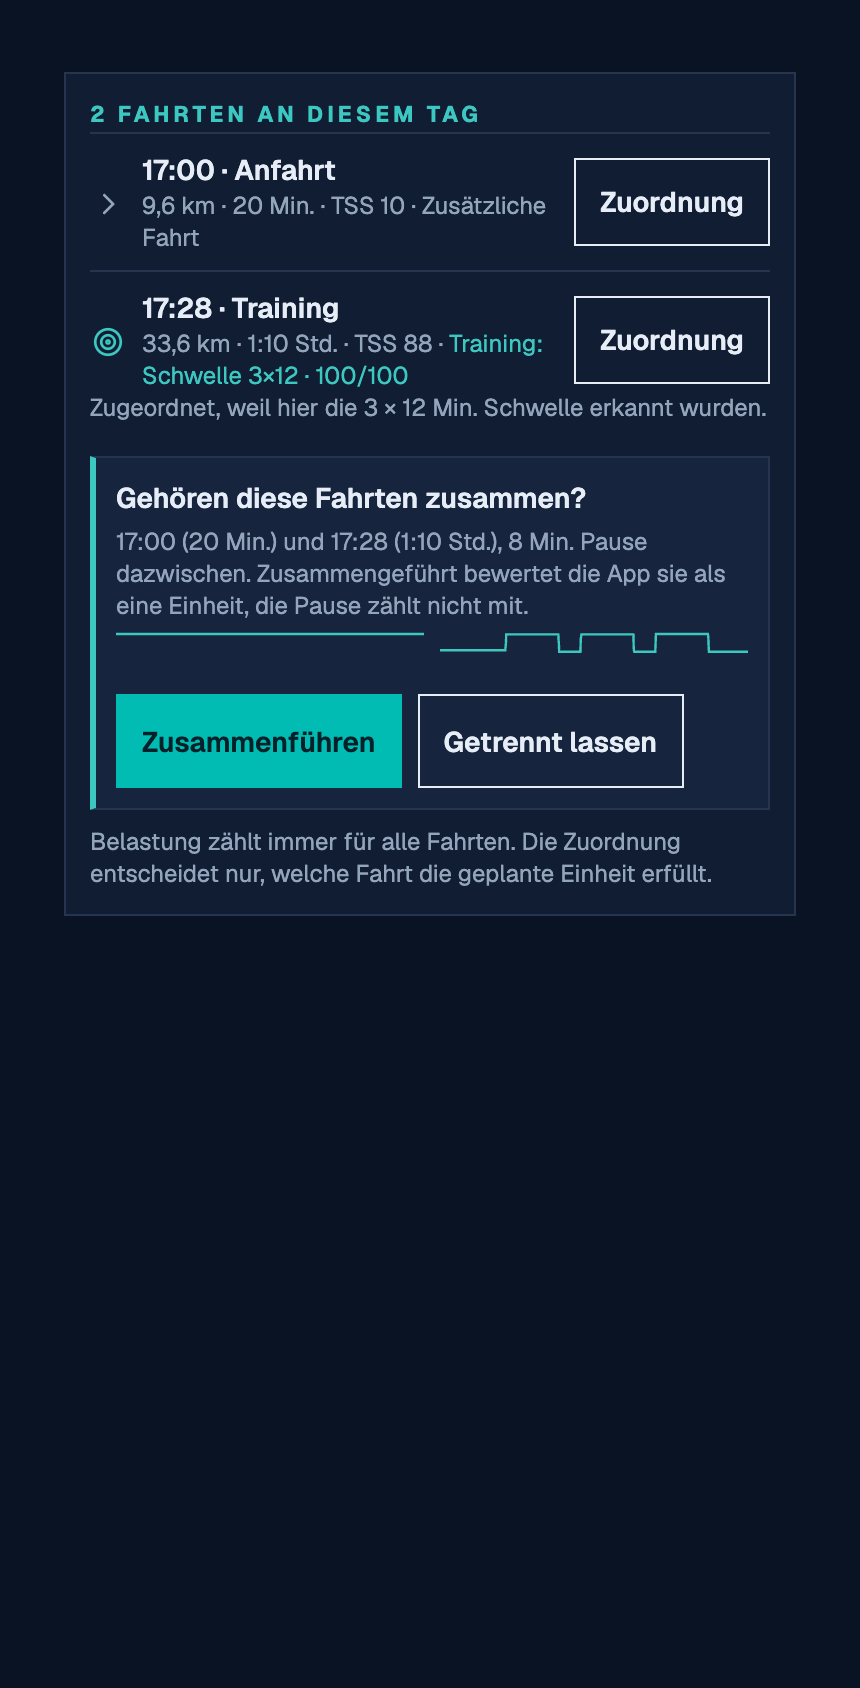 2 FAHRTEN AN DIESEM TAG
17:00 · Anfahrt
9,6 km · 20 Min. · TSS 10 · Zusätzliche
Fahrt
Zuordnung
17:28 · Training
33,6 km · 1:10 Std. · TSS 88 · Training:
Schwelle 3×12 · 100/100
Zuordnung
Zugeordnet, weil hier die 3 × 12 Min. Schwelle erkannt wurden.
Gehören diese Fahrten zusammen?
17:00 (20 Min.) und 17:28 (1:10 Std.), 8 Min. Pause
dazwischen. Zusammengeführt bewertet die App sie als
eine Einheit, die Pause zählt nicht mit.
Zusammenführen
Getrennt lassen
Belastung zählt immer für alle Fahrten. Die Zuordnung
entscheidet nur, welche Fahrt die geplante Einheit erfüllt.